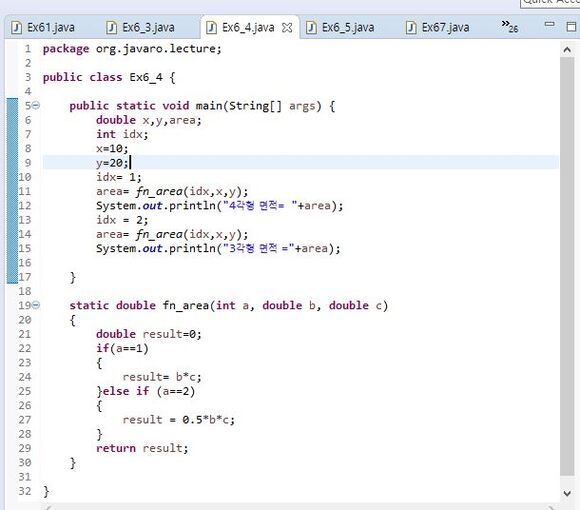 Ex61.java Ex6_3.java Ex6_4.java Ex6_5.java Ex67.java »26
1 package org.javaro.lecture;
2
3 public class Ex6_4 {
4
5 public static void main(String[] args) {
6 double x,y,area;
7 int idx;
8 x=10;
9 y=20;
10 idx= 1;
11 area= fn_area(idx,x,y);
12 System.out.println("4각형 면적= "+area);
13 idx = 2;
14 area= fn_area(idx,x,y);
15 System.out.println("3각형 면적 ="+area);
16
17 }
18
19 static double fn_area(int a, double b, double c)
20 {
21 double result=0;
22 if(a==1)
23 {
24 result= b*c;
25 }else if (a==2)
26 {
27 result = 0.5*b*c;
28 }
29 return result;
30 }
31
32 }